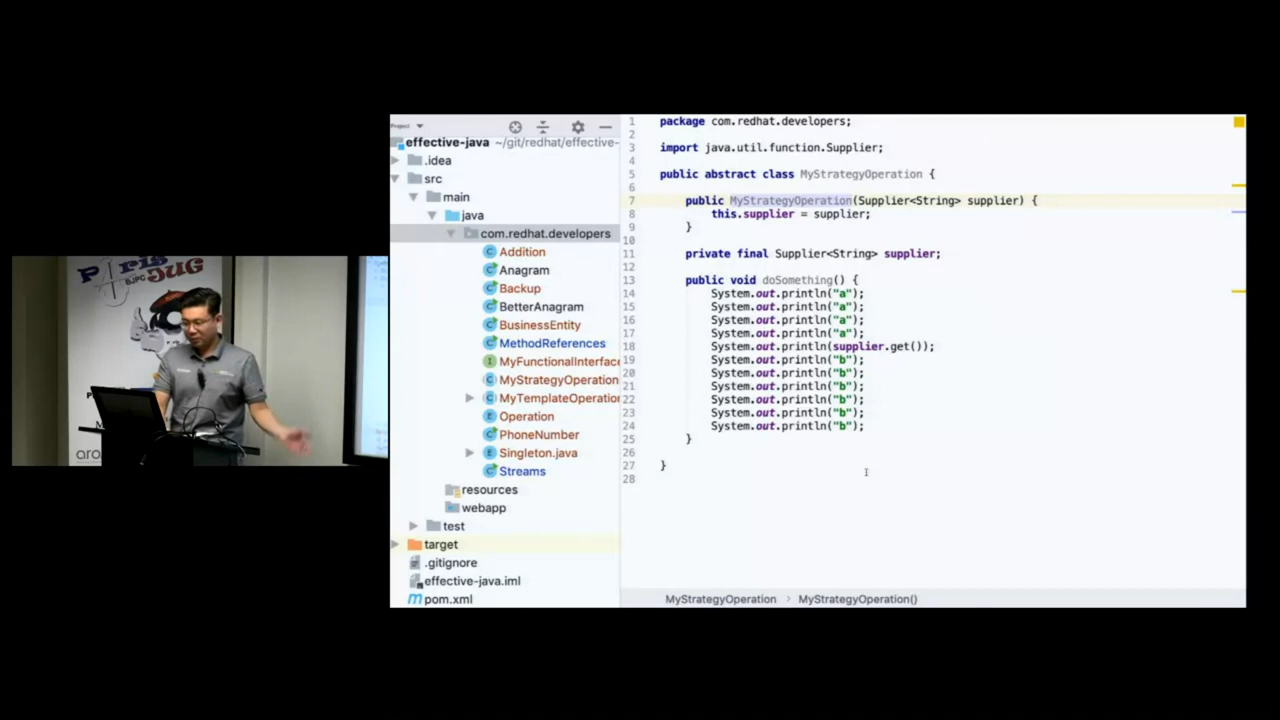 Paris
BJPC
JUG
aro
Project
effective-java ~/git/redhat/effective-
.idea
src
main
java
com.redhat.developers
Addition
Anagram
Backup
BetterAnagram
BusinessEntity
MethodReferences
MyFunctionalInterface
MyStrategyOperation
MyTemplateOperation
Operation
PhoneNumber
Singleton.java
Streams
resources
webapp
test
target
.gitignore
effective-java.iml
pom.xml
1 package com.redhat.developers;
2
3 import java.util.function.Supplier;
4
5 public abstract class MyStrategyOperation {
6
7 public MyStrategyOperation(Supplier<String> supplier) {
8 this.supplier = supplier;
9 }
10
11 private final Supplier<String> supplier;
12
13 public void doSomething() {
14 System.out.println("a");
15 System.out.println("a");
16 System.out.println("a");
17 System.out.println("a");
18 System.out.println(supplier.get());
19 System.out.println("b");
20 System.out.println("b");
21 System.out.println("b");
22 System.out.println("b");
23 System.out.println("b");
24 System.out.println("b");
25 }
26
27 }
28
MyStrategyOperation > MyStrategyOperation()